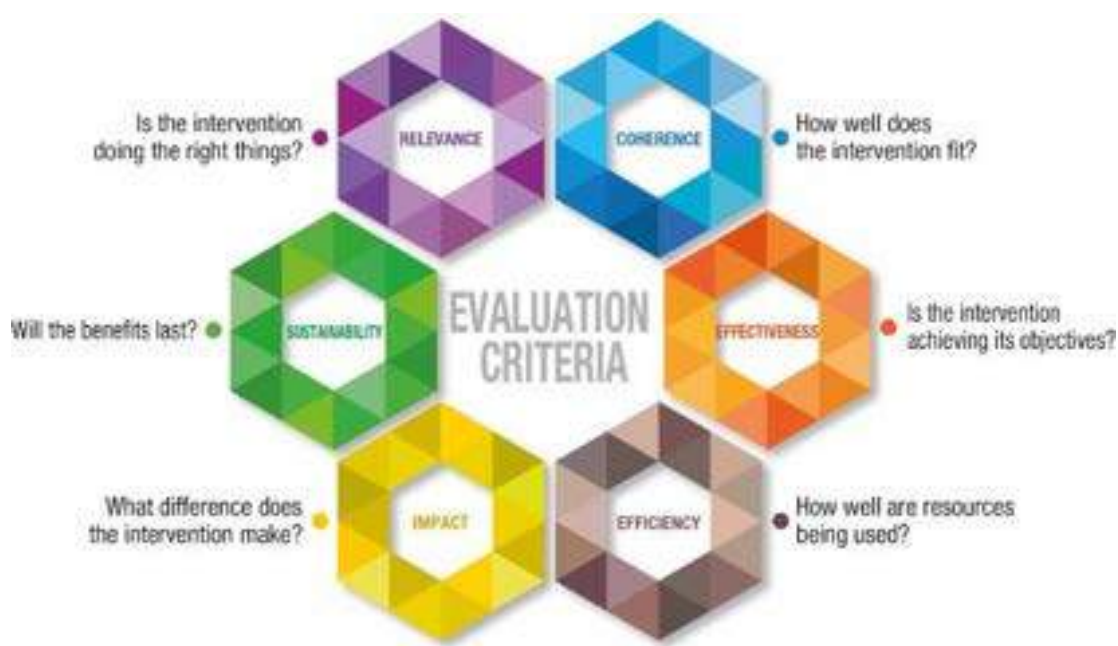 RELEVANCE
Is the intervention
doing the right things?
COHERENCE
How well does
the intervention fit?
SUSTAINABILITY
Will the benefits last?
EVALUATION
CRITERIA
EFFECTIVENESS
Is the intervention
achieving its objectives?
IMPACT
What difference does
the intervention make?
EFFICIENCY
How well are resources
being used?